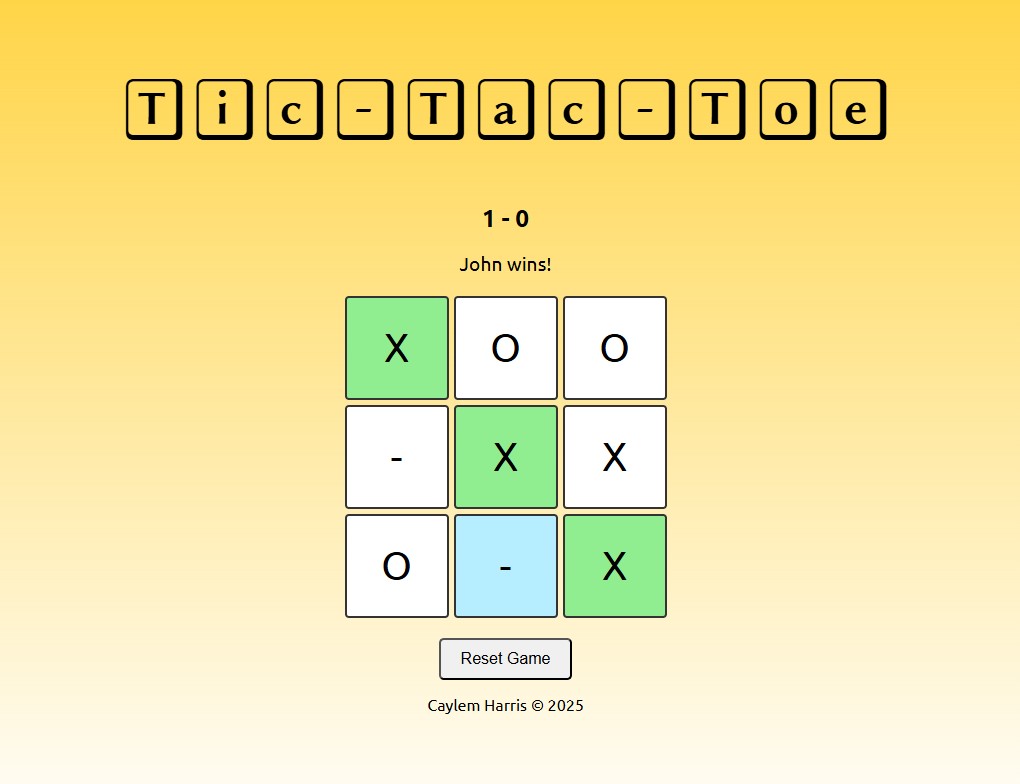 Tic-Tac-Toe
1 - 0
John wins!
X O O
- X X
O - X
Reset Game
Caylem Harris © 2025